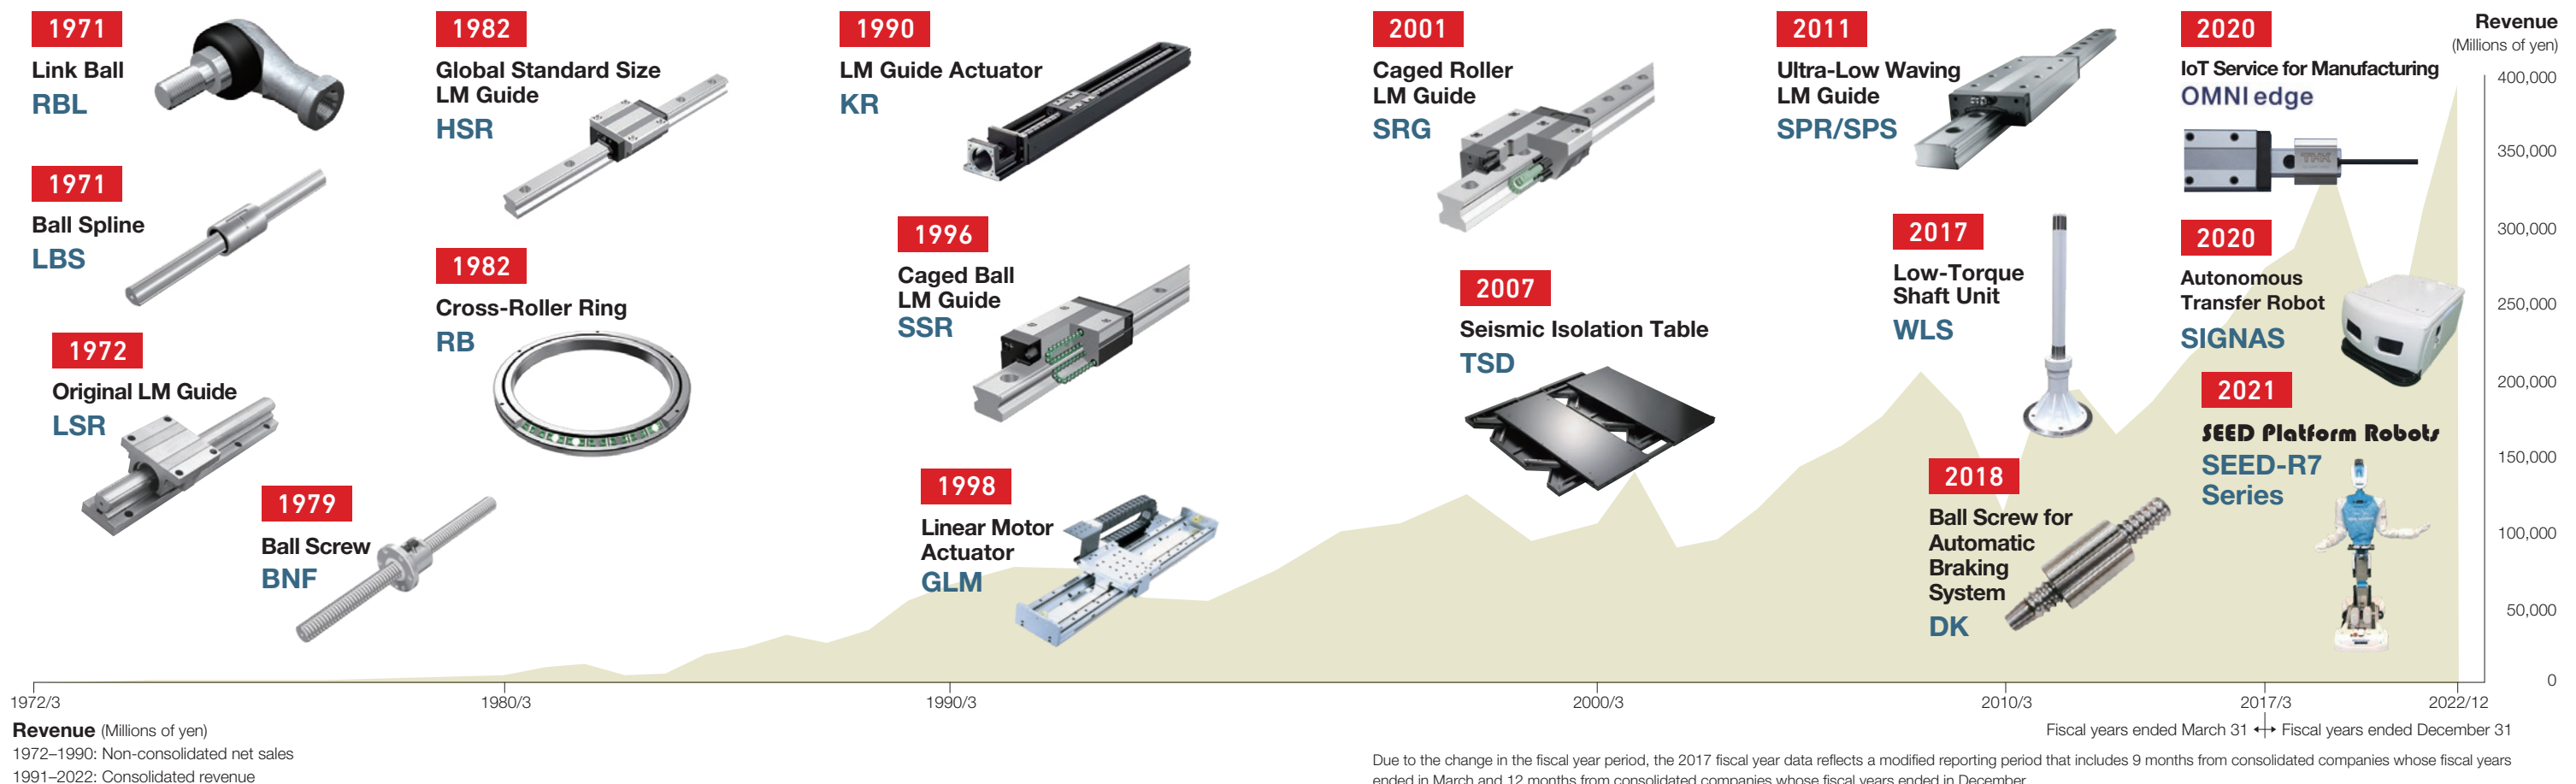 1971
Link Ball
RBL
1971
Ball Spline
LBS
1972
Original LM Guide
LSR
1979
Ball Screw
BNF
1982
Global Standard Size
LM Guide
HSR
1982
Cross-Roller Ring
RB
1990
LM Guide Actuator
KR
1996
Caged Ball
LM Guide
SSR
1998
Linear Motor
Actuator
GLM
2001
Caged Roller
LM Guide
SRG
2007
Seismic Isolation Table
TSD
2011
Ultra-Low Waving
LM Guide
SPR/SPS
2017
Low-Torque
Shaft Unit
WLS
2018
Ball Screw for
Automatic
Braking
System
DK
2020
IoT Service for Manufacturing
OMNI edge
THK
2020
Autonomous
Transfer Robot
SIGNAS
2021
SEED Platform Robots
SEED-R7
Series
Revenue
(Millions of yen)
400,000
350,000
300,000
250,000
200,000
150,000
100,000
50,000
0
1972/3
1980/3
1990/3
2000/3
2010/3
2017/3
2022/12
Fiscal years ended March 31 ↔ Fiscal years ended December 31
Revenue (Millions of yen)
1972–1990: Non-consolidated net sales
1991–2022: Consolidated revenue
Due to the change in the fiscal year period, the 2017 fiscal year data reflects a modified reporting period that includes 9 months from consolidated companies whose fiscal years
ended in March and 12 months from consolidated companies whose fiscal years ended in December.